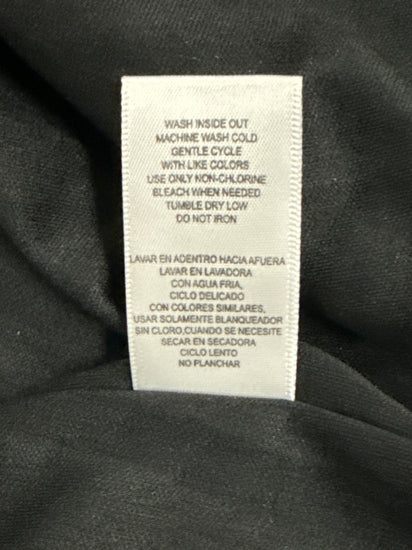 WASH INSIDE OUT
MACHINE WASH COLD
GENTLE CYCLE
WITH LIKE COLORS
USE ONLY NON-CHLORINE
BLEACH WHEN NEEDED
TUMBLE DRY LOW
DO NOT IRON
LAVAR EN ADENTRO HACIA AFUERA
LAVAR EN LAVADORA
CON AGUA FRIA,
CICLO DELICADO
CON COLORES SIMILARES,
USAR SOLAMENTE BLANQUEADOR
SIN CLORO,CUANDO SE NECESITE
SECAR EN SECADORA
CICLO LENTO
NO PLANCHAR